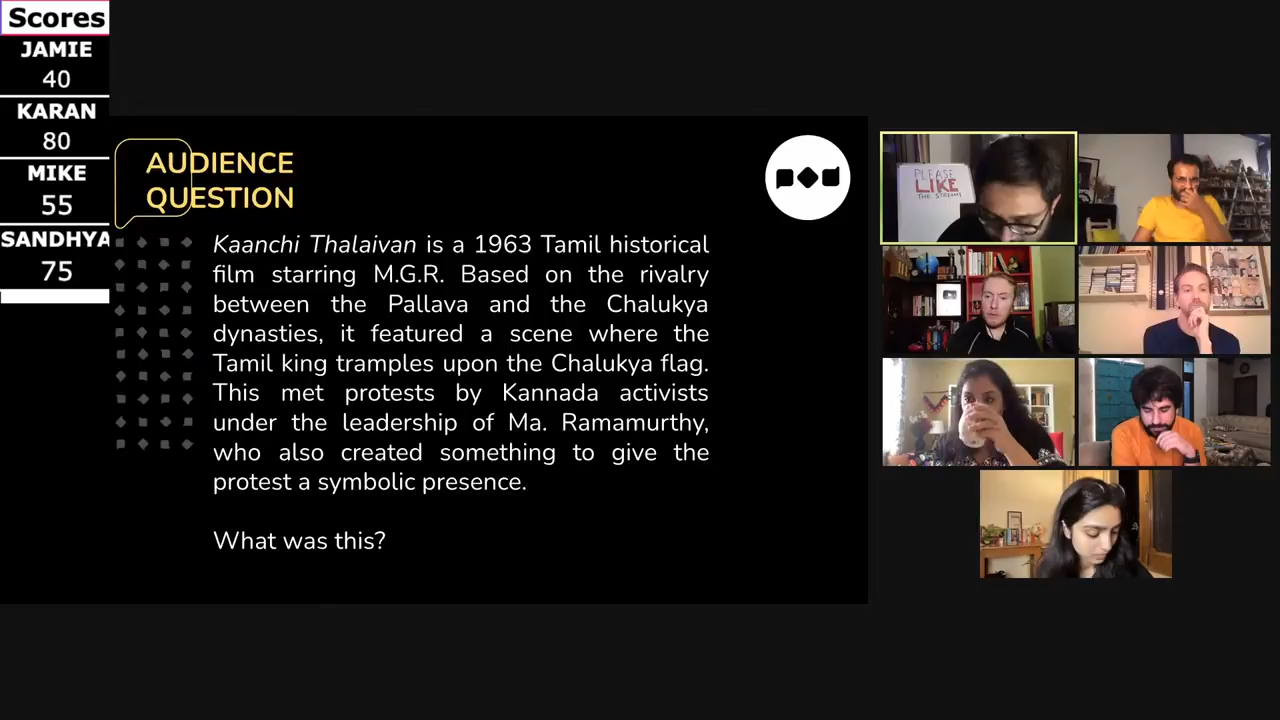 Scores
JAMIE
40
KARAN
80
MIKE
55
SANDHYA
75
AUDIENCE
QUESTION
Kaanchi Thalaivan is a 1963 Tamil historical
film starring M.G.R. Based on the rivalry
between the Pallava and the Chalukya
dynasties, it featured a scene where the
Tamil king tramples upon the Chalukya flag.
This met protests by Kannada activists
under the leadership of Ma. Ramamurthy,
who also created something to give the
protest a symbolic presence.
What was this?
PLEASE
LIKE
THE STREAM